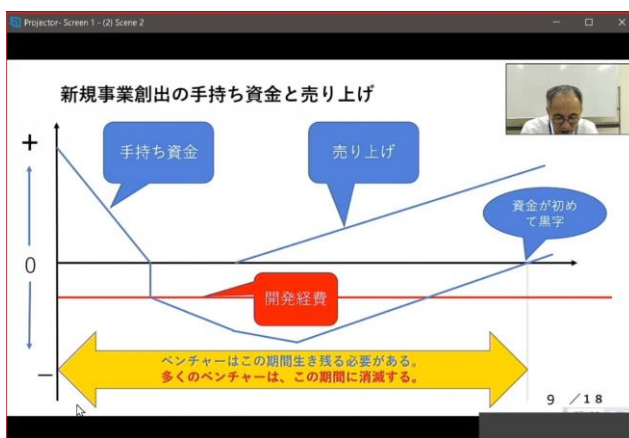 Projector- Screen 1 - (2) Scene 2
新規事業創出の手持ち資金と売り上げ
+
手持ち資金
売り上げ
資金が初め
て黒字
0
開発経費
ベンチャーはこの期間生き残る必要がある。
多くのベンチャーは、この期間に消滅する。
−
9 /18